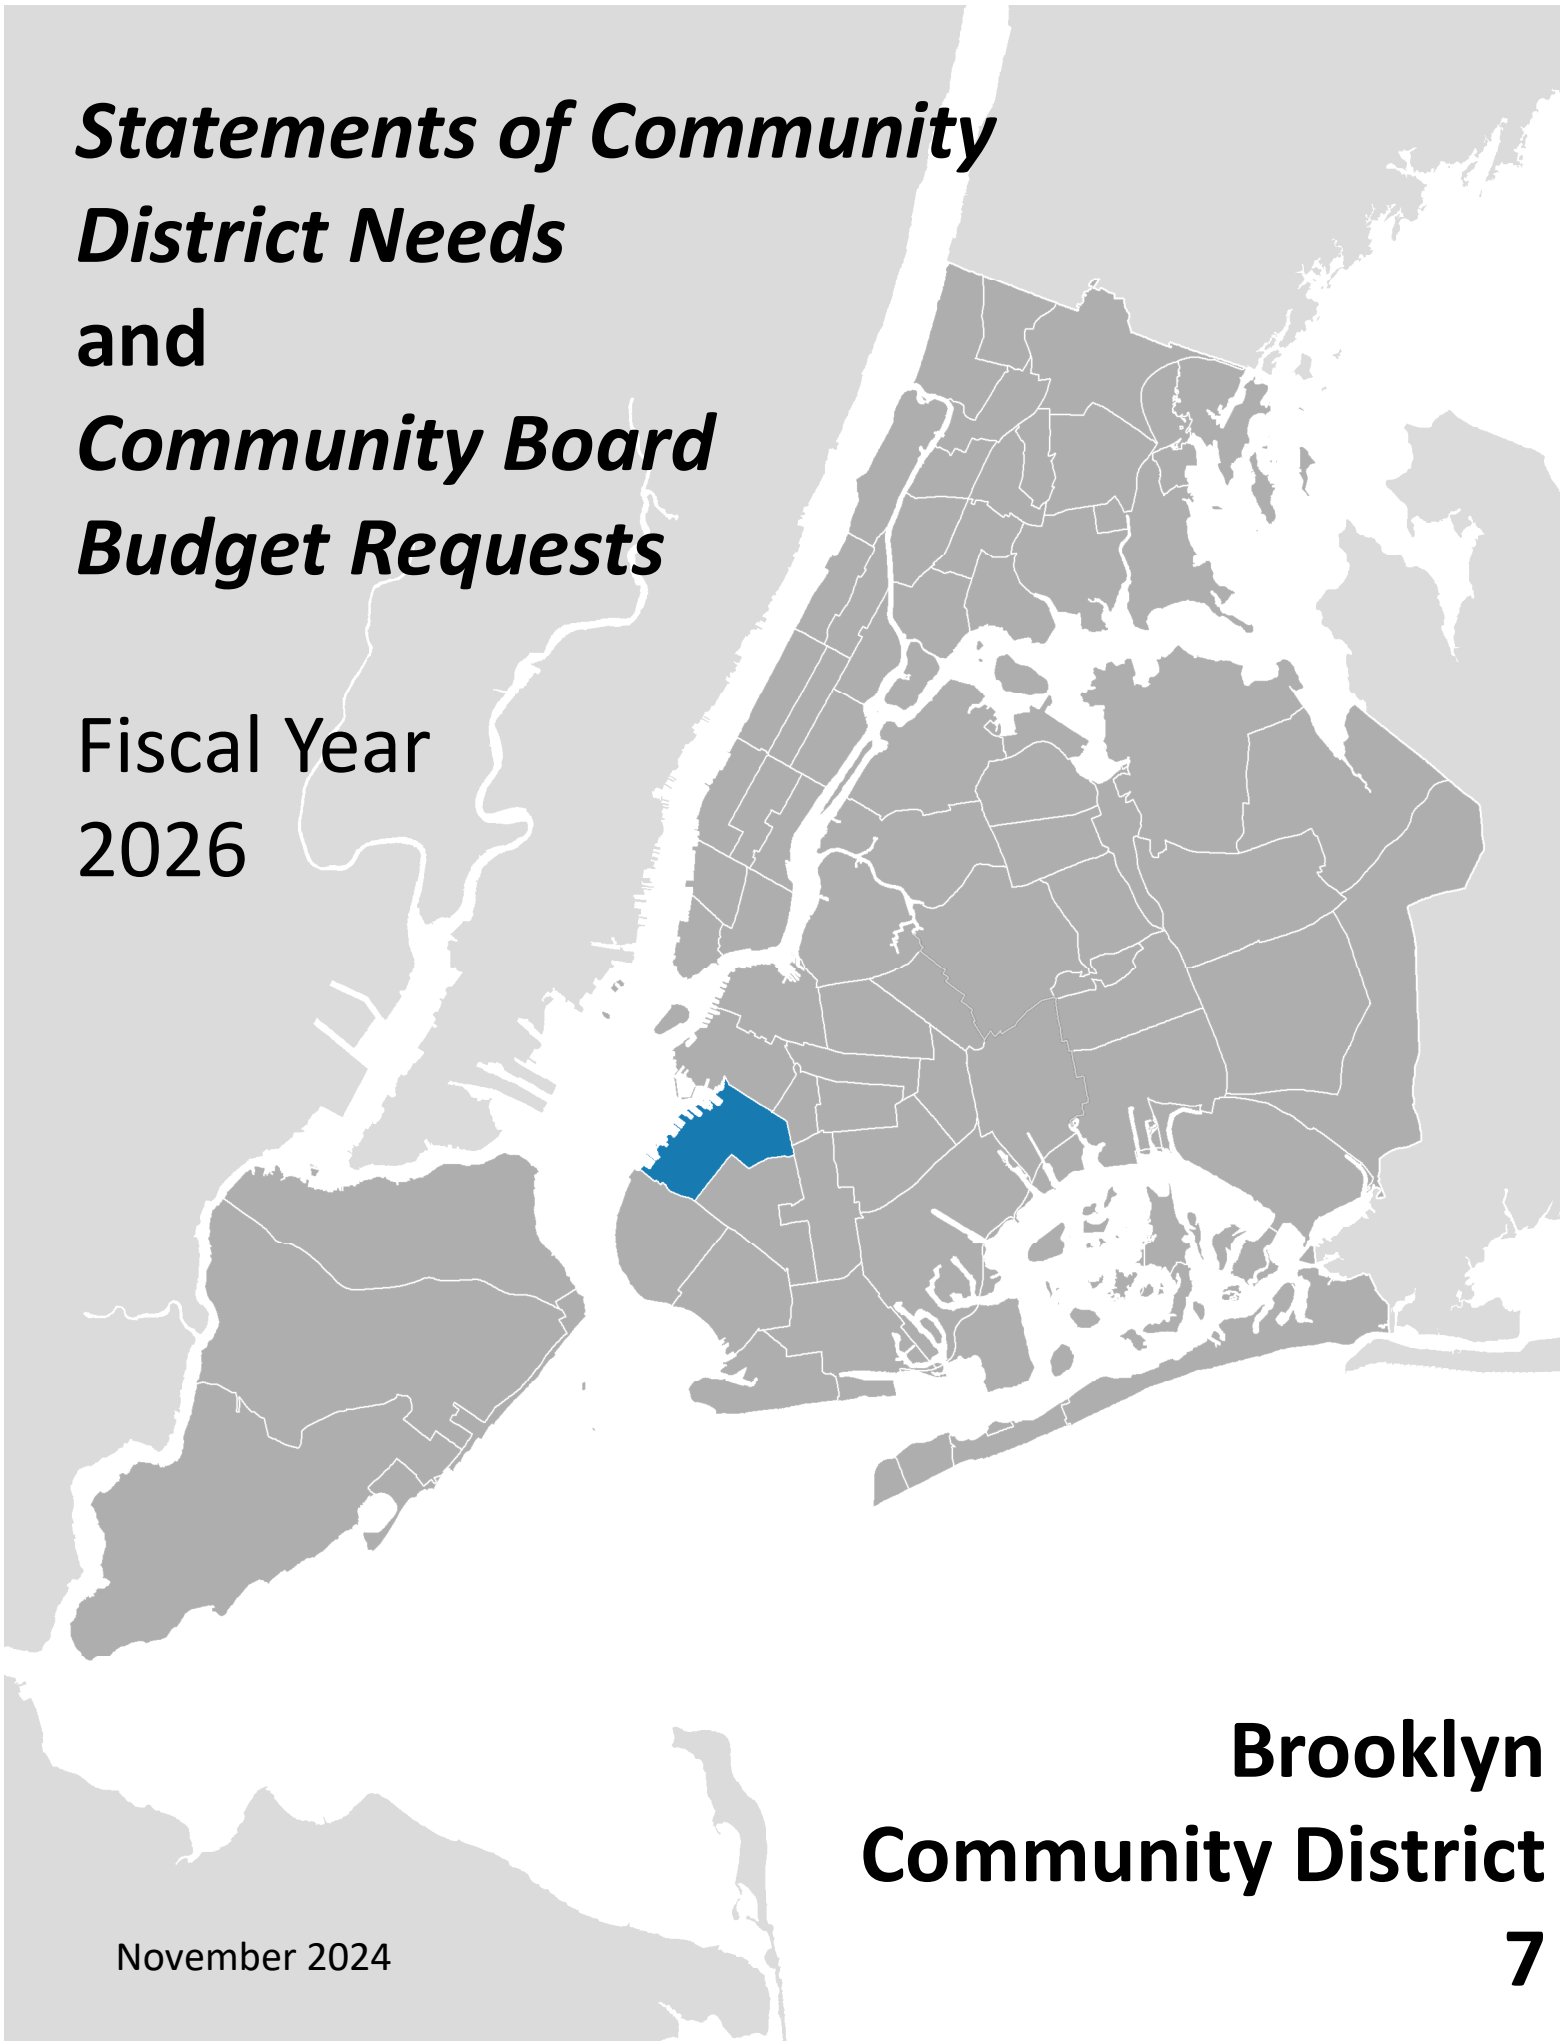 Statements of Community
District Needs
and
Community Board
Budget Requests
Fiscal Year
2026
Brooklyn
Community District
7
November 2024